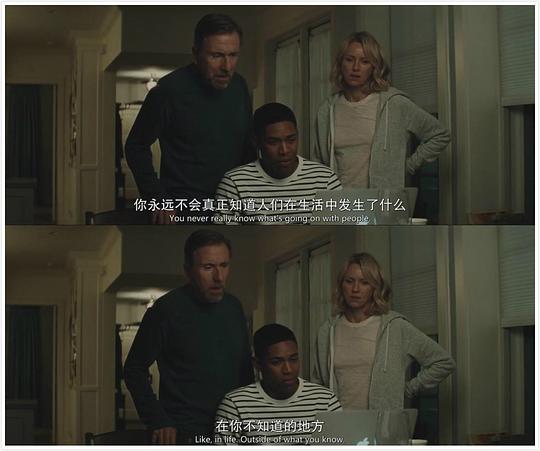 你永远不会真正知道人们在生活中发生了什么
You never really know what's going on with people.
在你不知道的地方
Like, in life. Outside of what you know.